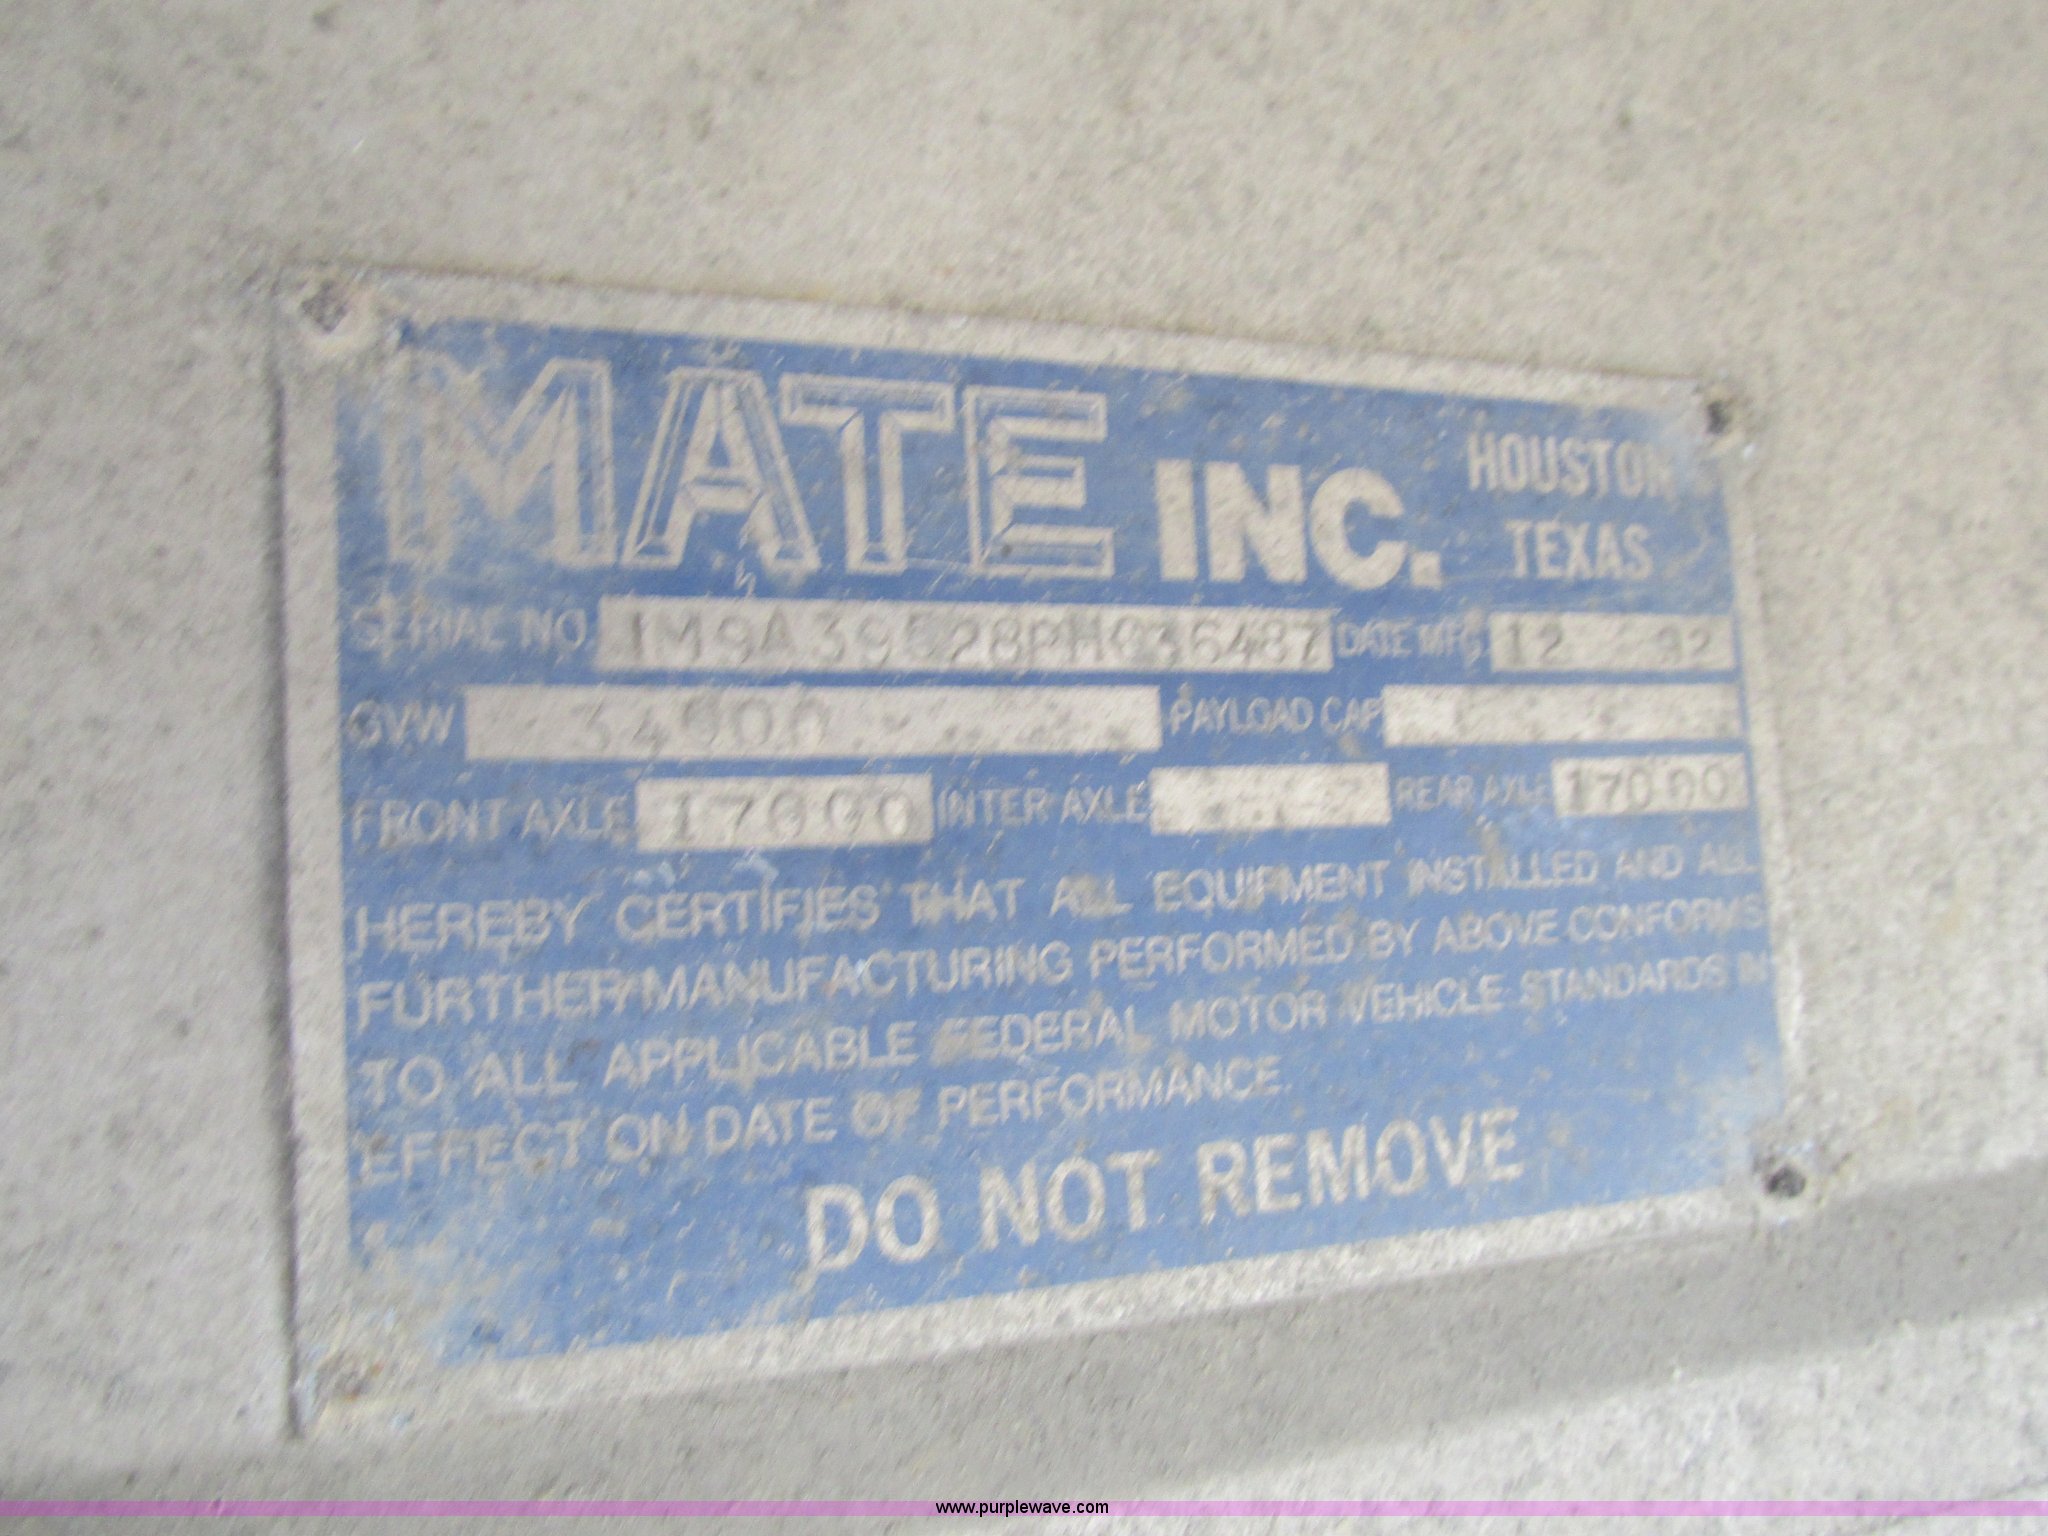 MATE INC. HOUSTON
TEXAS
SERIAL NO. DATE MFG. 12 92
GVW 34000 PAYLOAD CAP.
FRONT AXLE 17000 INTER AXLE REAR AXLE 17000
HEREBY CERTIFIES THAT ALL EQUIPMENT INSTALLED AND ALL
FURTHER MANUFACTURING PERFORMED BY ABOVE CONFORMS
TO ALL APPLICABLE FEDERAL MOTOR VEHICLE STANDARDS IN
EFFECT ON DATE OF PERFORMANCE.
DO NOT REMOVE
www.purplewave.com